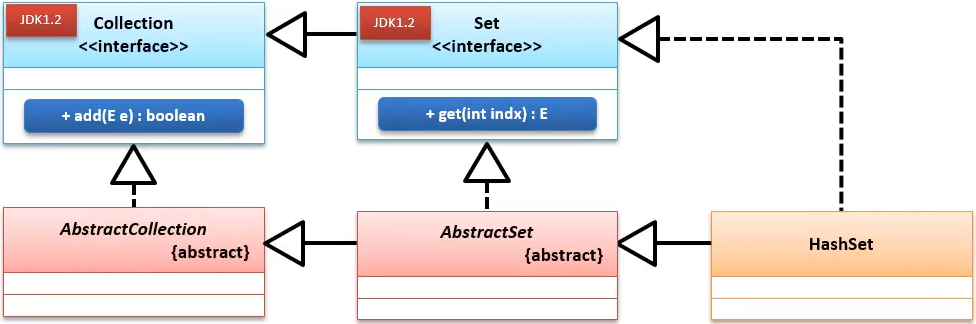 JDK1.2
Collection
<<interface>>
+ add(E e) : boolean
JDK1.2
Set
<<interface>>
+ get(int indx) : E
AbstractCollection
{abstract}
AbstractSet
{abstract}
HashSet